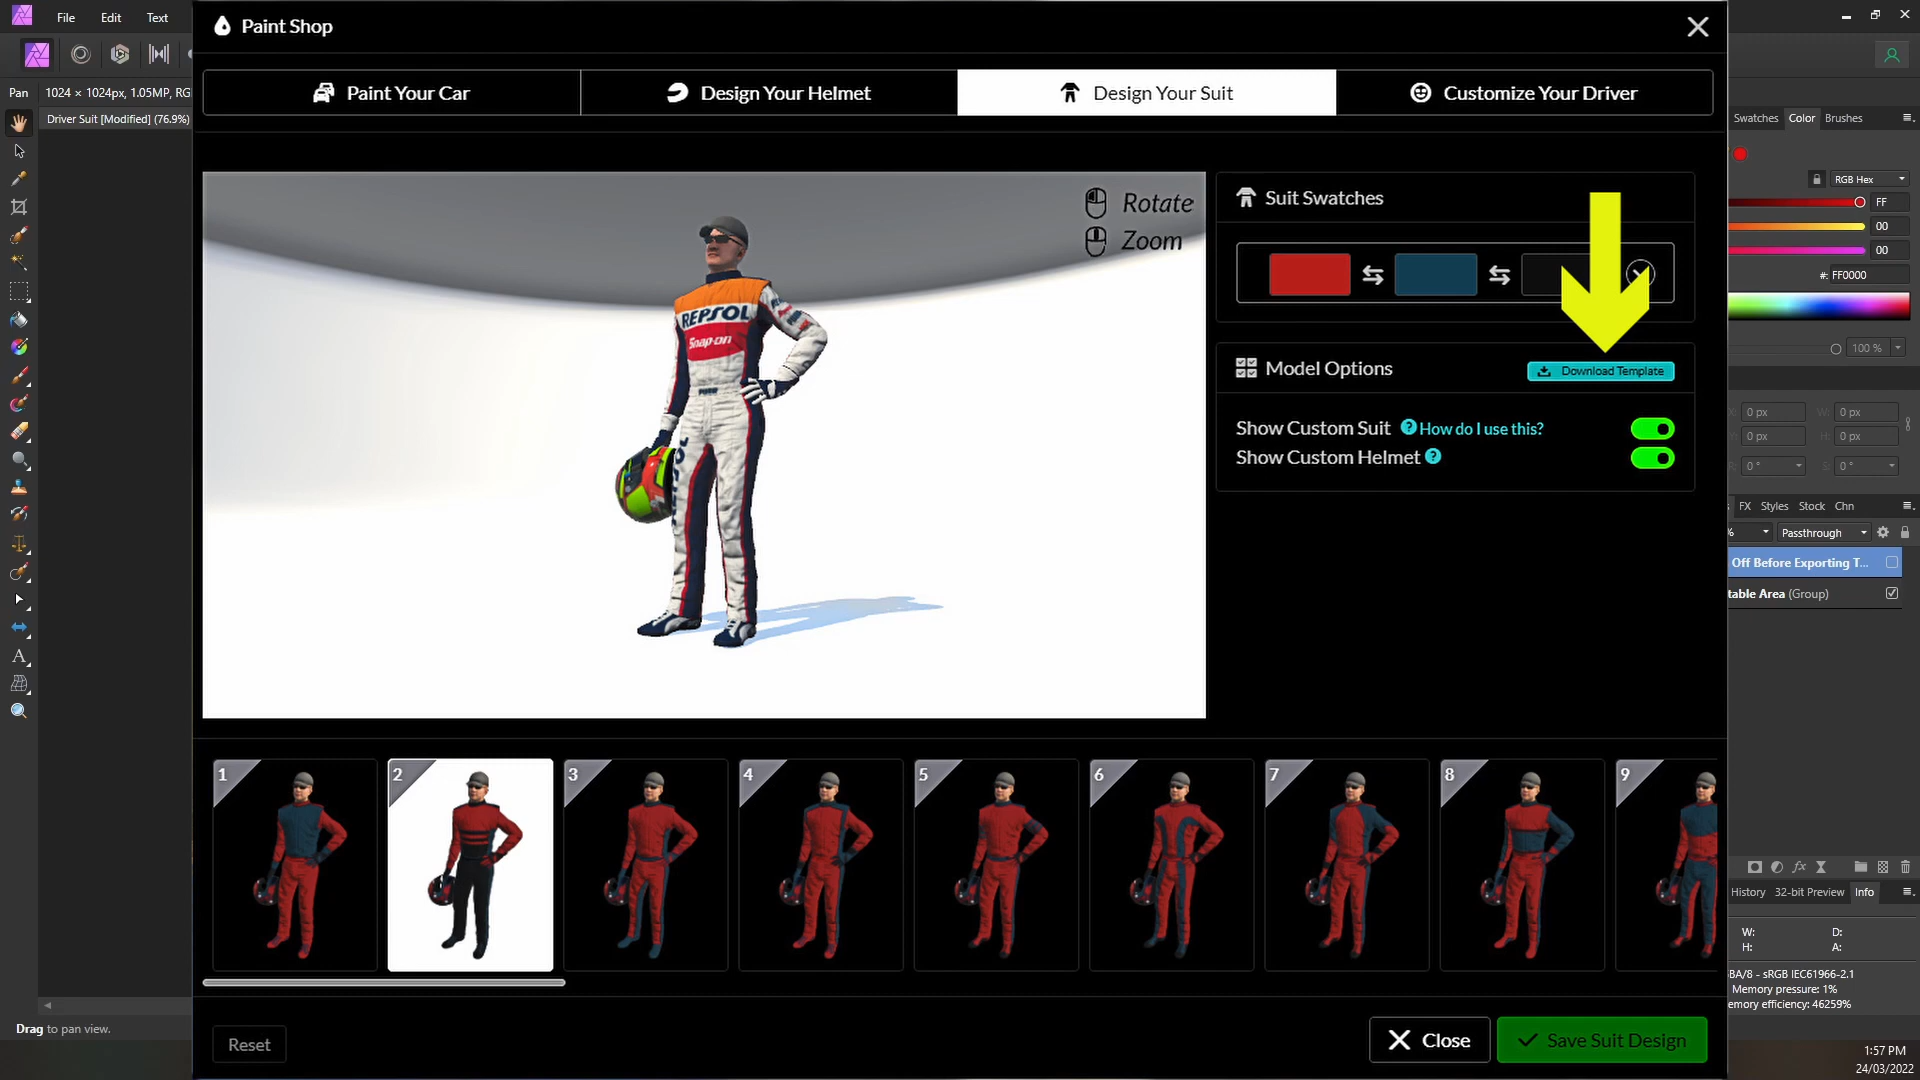 File Edit Text
Paint Shop
Pan 1024 × 1024px, 1.05MP, RG
Driver Suit [Modified] (76.9%)
Paint Your Car
Design Your Helmet
Design Your Suit
Customize Your Driver
Swatches Color Brushes
RGB Hex
FF
00
00
#: FF0000
100 %
Rotate
Zoom
REPSOL
Snap-on
Suit Swatches
Model Options
Download Template
Show Custom Suit ? How do I use this?
Show Custom Helmet ?
0 px W: 0 px
0 px H: 0 px
0 ° S: 0 °
FX Styles Stock Chn
% Passthrough
Off Before Exporting T...
table Area (Group)
1
2
3
4
5
6
7
8
9
History 32-bit Preview Info
W: D:
H: A:
BA/8 - sRGB IEC61966-2.1
Memory pressure: 1%
emory efficiency: 46259%
Drag to pan view.
Reset
Close
Save Suit Design
1:57 PM
24/03/2022